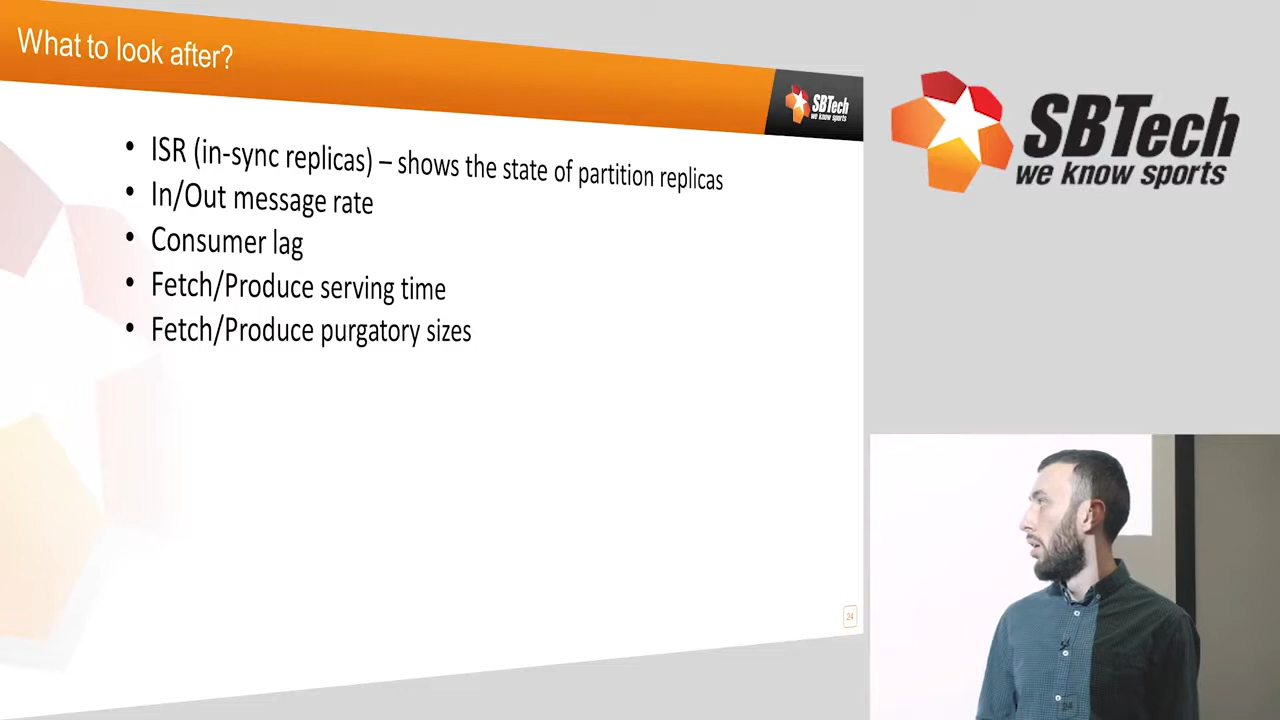 What to look after?
SBTech
we know sports
• ISR (in-sync replicas) – shows the state of partition replicas
• In/Out message rate
• Consumer lag
• Fetch/Produce serving time
• Fetch/Produce purgatory sizes
24
SBTech
we know sports